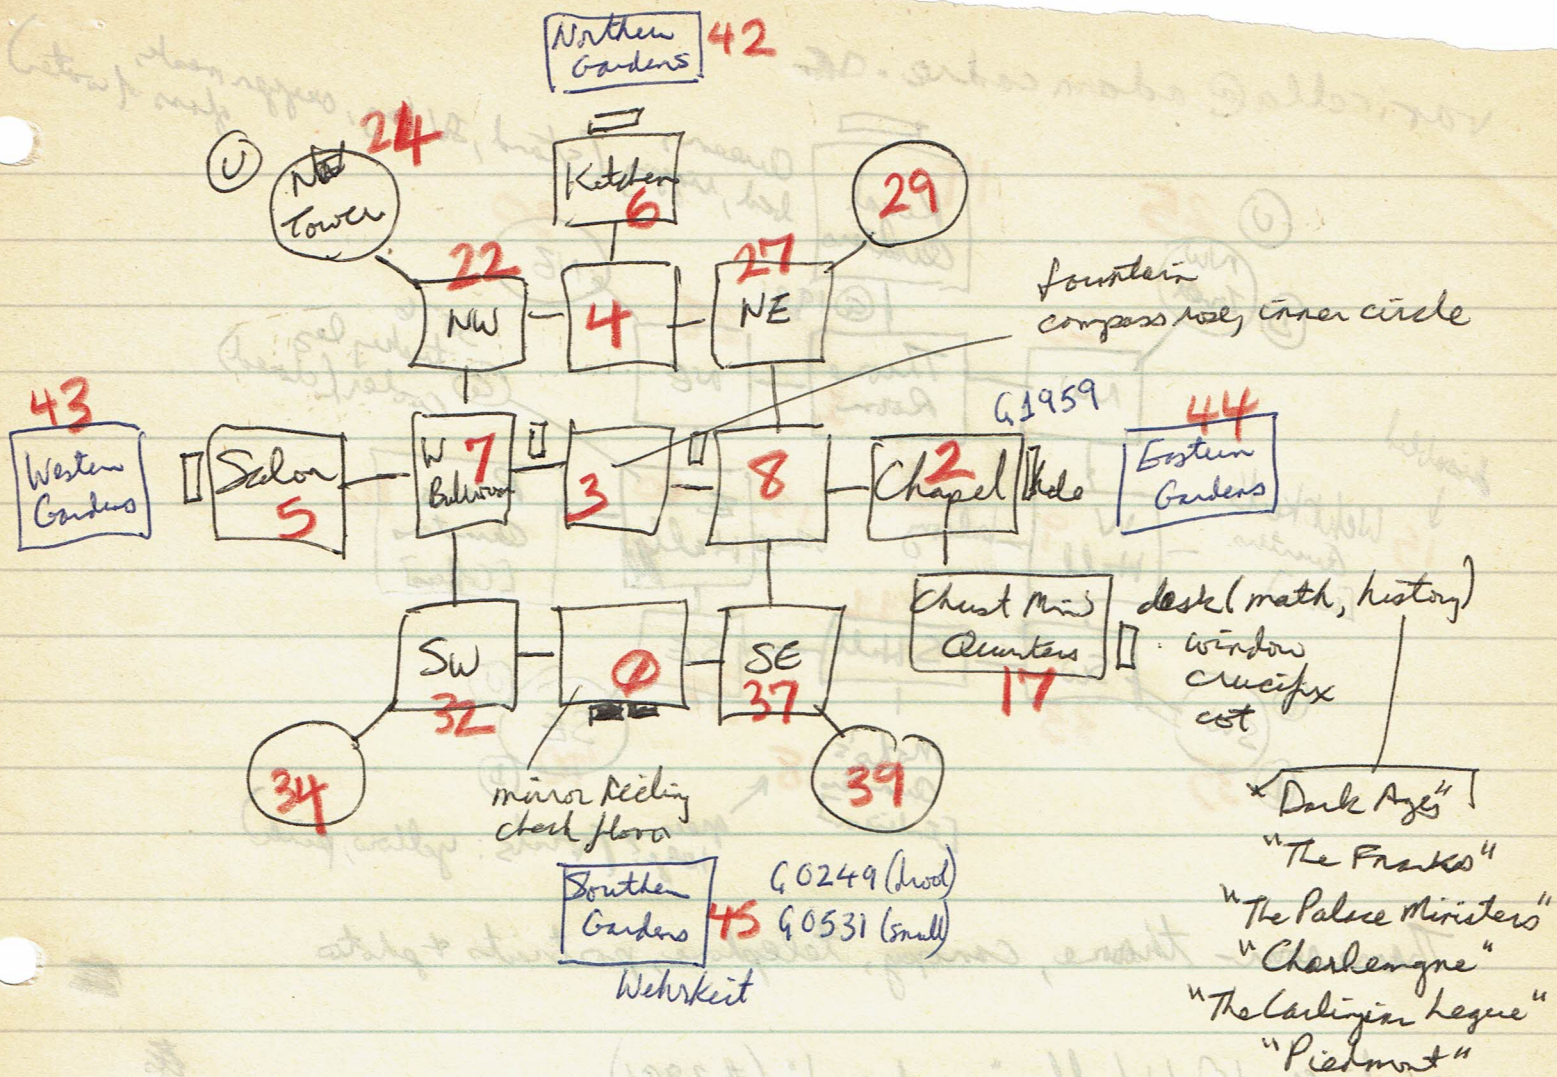 Northern
Gardens
42
24
U
NW
Tower
Kitchen
6
29
22
NW
4
27
NE
fountain
compass rose, inner circle
43
Western
Gardens
Salon
5
W
Ballroom
7
3
8
G1959
Chapel
2
44
Eastern
Gardens
SW
32
0
SE
37
Chest Min's
Quarters
17
desk (math, history)
window
crucifix
cot
34
mirror ceiling
check floor
39
"Dark Ages"
"The Franks"
"The Palace Ministers"
"Charlemagne"
"The Carolingian League"
"Piedmont"
Southern
Gardens
45
G0249 (dood)
G0531 (small)
Wehrkeit